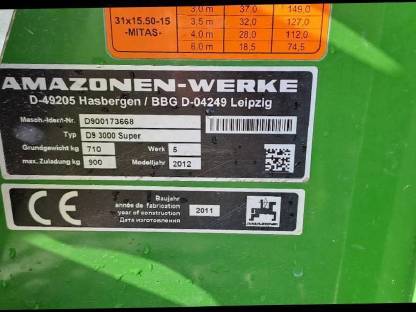 3,0 m 37,0 149,0
31x15.50-15 3,5 m 32,0 127,0
-MITAS- 4,0 m 28,0 112,0
6,0 m 18,5 74,5
AMAZONEN-WERKE
D-49205 Hasbergen / BBG D-04249 Leipzig
Masch.-Ident-Nr. D900173668
Typ D9 3000 Super
Grundgewicht kg 710 Werk 5
max. Zuladung kg 900 Modelljahr 2012
CE
Baujahr
année de fabrication
year of construction 2011
Дата изготовления
AMAZONE